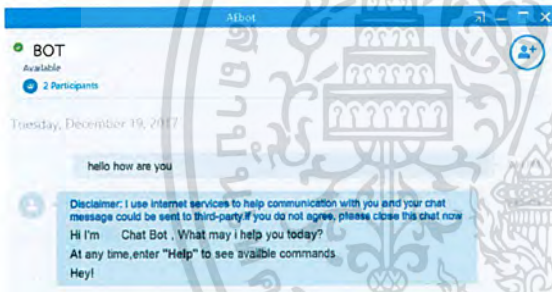 AIbot
BOT
Available
2 Participants
Tuesday, December 19, 2017
hello how are you
Disclaimer: I use internet services to help communication with you and your chat
message could be sent to third-party.If you do not agree, please close this chat now
Hi I'm Chat Bot , What may i help you today?
At any time,enter "Help" to see availble commands
Hey!